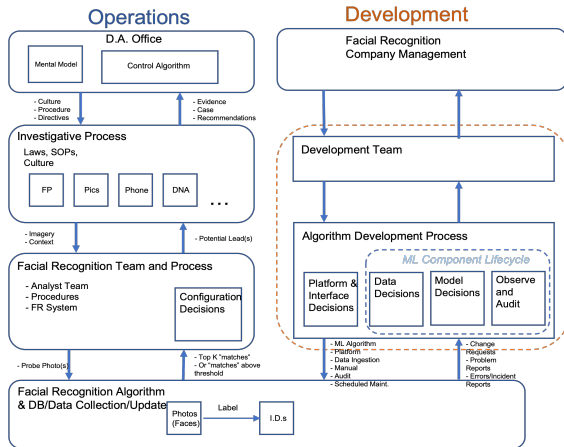 Operations
Development
D.A. Office
Mental Model
Control Algorithm
Facial Recognition
Company Management
- Culture
- Procedure
- Directives
- Evidence
- Case
- Recommendations
Investigative Process
Laws, SOPs,
Culture
FP
Pics
Phone
DNA
...
Development Team
- Imagery
- Context
- Potential Lead(s)
Algorithm Development Process
ML Component Lifecycle
Platform &
Interface
Decisions
Data
Decisions
Model
Decisions
Observe
and
Audit
Facial Recognition Team and Process
- Analyst Team
- Procedures
- FR System
Configuration
Decisions
- Probe Photo(s)
- Top K "matches"
- Or "matches" above
threshold
- ML Algorithm
- Platform
- Data Ingestion
- Manual
- Audit
- Scheduled Maint.
- Change
Requests
- Problem
Reports
- Errors/Incident
Reports
Facial Recognition Algorithm
& DB/Data Collection/Update
Photos
(Faces)
Label
I.D.s